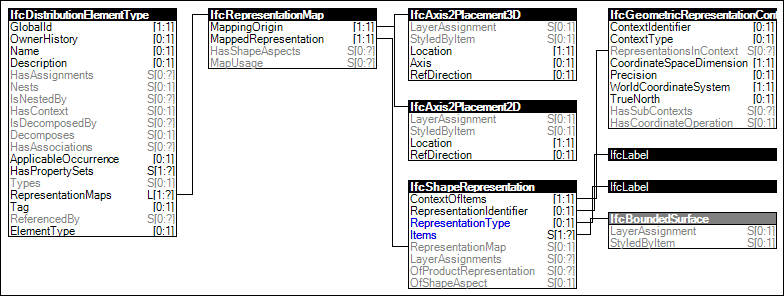 IfcDistributionElementType
GlobalId [1:1]
OwnerHistory [0:1]
Name [0:1]
Description [0:1]
HasAssignments S[0:?]
Nests S[0:1]
IsNestedBy S[0:?]
HasContext S[0:1]
IsDecomposedBy S[0:?]
Decomposes S[0:1]
HasAssociations S[0:?]
ApplicableOccurrence [0:1]
HasPropertySets S[1:?]
Types S[0:1]
RepresentationMaps L[1:?]
Tag [0:1]
ReferencedBy S[0:?]
ElementType [0:1]
IfcRepresentationMap
MappingOrigin [1:1]
MappedRepresentation [1:1]
HasShapeAspects S[0:?]
MapUsage S[0:?]
IfcAxis2Placement3D
LayerAssignment S[0:?]
StyledByItem S[0:1]
Location [1:1]
Axis [0:1]
RefDirection [0:1]
IfcAxis2Placement2D
LayerAssignment S[0:?]
StyledByItem S[0:1]
Location [1:1]
RefDirection [0:1]
IfcShapeRepresentation
ContextOfItems [1:1]
RepresentationIdentifier [0:1]
RepresentationType [0:1]
Items S[1:?]
RepresentationMap S[0:1]
LayerAssignments S[0:?]
OfProductRepresentation S[0:?]
OfShapeAspect S[0:1]
IfcGeometricRepresentationCon
ContextIdentifier [0:1]
ContextType [0:1]
RepresentationsInContext S[0:?]
CoordinateSpaceDimension [1:1]
Precision [0:1]
WorldCoordinateSystem [1:1]
TrueNorth [0:1]
HasSubContexts S[0:?]
HasCoordinateOperation S[0:1]
IfcLabel
IfcLabel
IfcBoundedSurface
LayerAssignment S[0:?]
StyledByItem S[0:1]